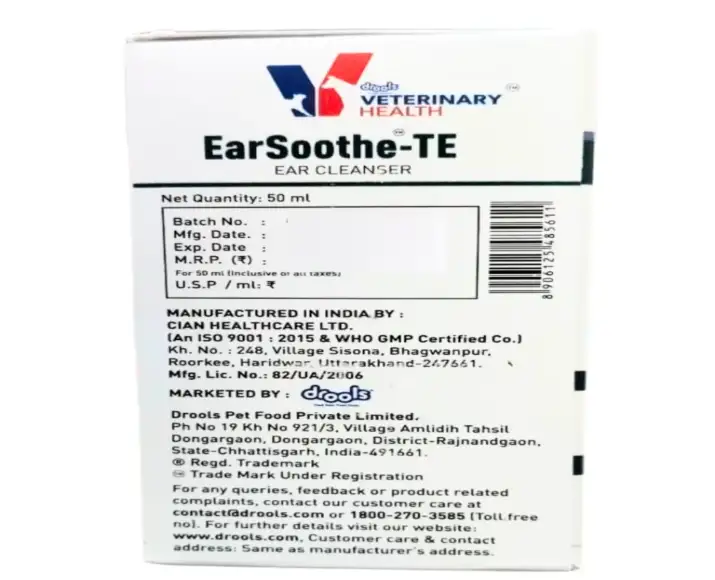 drools
VETERINARY™
HEALTH
EarSoothe™-TE
EAR CLEANSER
Net Quantity: 50 ml
Batch No. :
Mfg. Date. :
Exp. Date :
M.R.P. (₹) :
For 50 ml (Inclusive of all taxes)
U.S.P / ml: ₹
8 906125 485611
MANUFACTURED IN INDIA BY :
CIAN HEALTHCARE LTD.
(An ISO 9001 : 2015 & WHO GMP Certified Co.)
Kh. No. : 248, Village Sisona, Bhagwanpur,
Roorkee, Haridwar, Uttarakhand-247661.
Mfg. Lic. No.: 82/UA/2006
MARKETED BY : drools
Drools Pet Food Private Limited.
Ph No 19 Kh No 921/3, Village Amlidih Tahsil
Dongargaon, Dongargaon, District-Rajnandgaon,
State-Chhattisgarh, India-491661.
® Regd. Trademark
™ Trade Mark Under Registration
For any queries, feedback or product related
complaints, contact our customer care at
contact@drools.com or 1800-270-3585 (Toll free
no). For further details visit our website:
www.drools.com, Customer care & contact
address: Same as manufacturer's address.